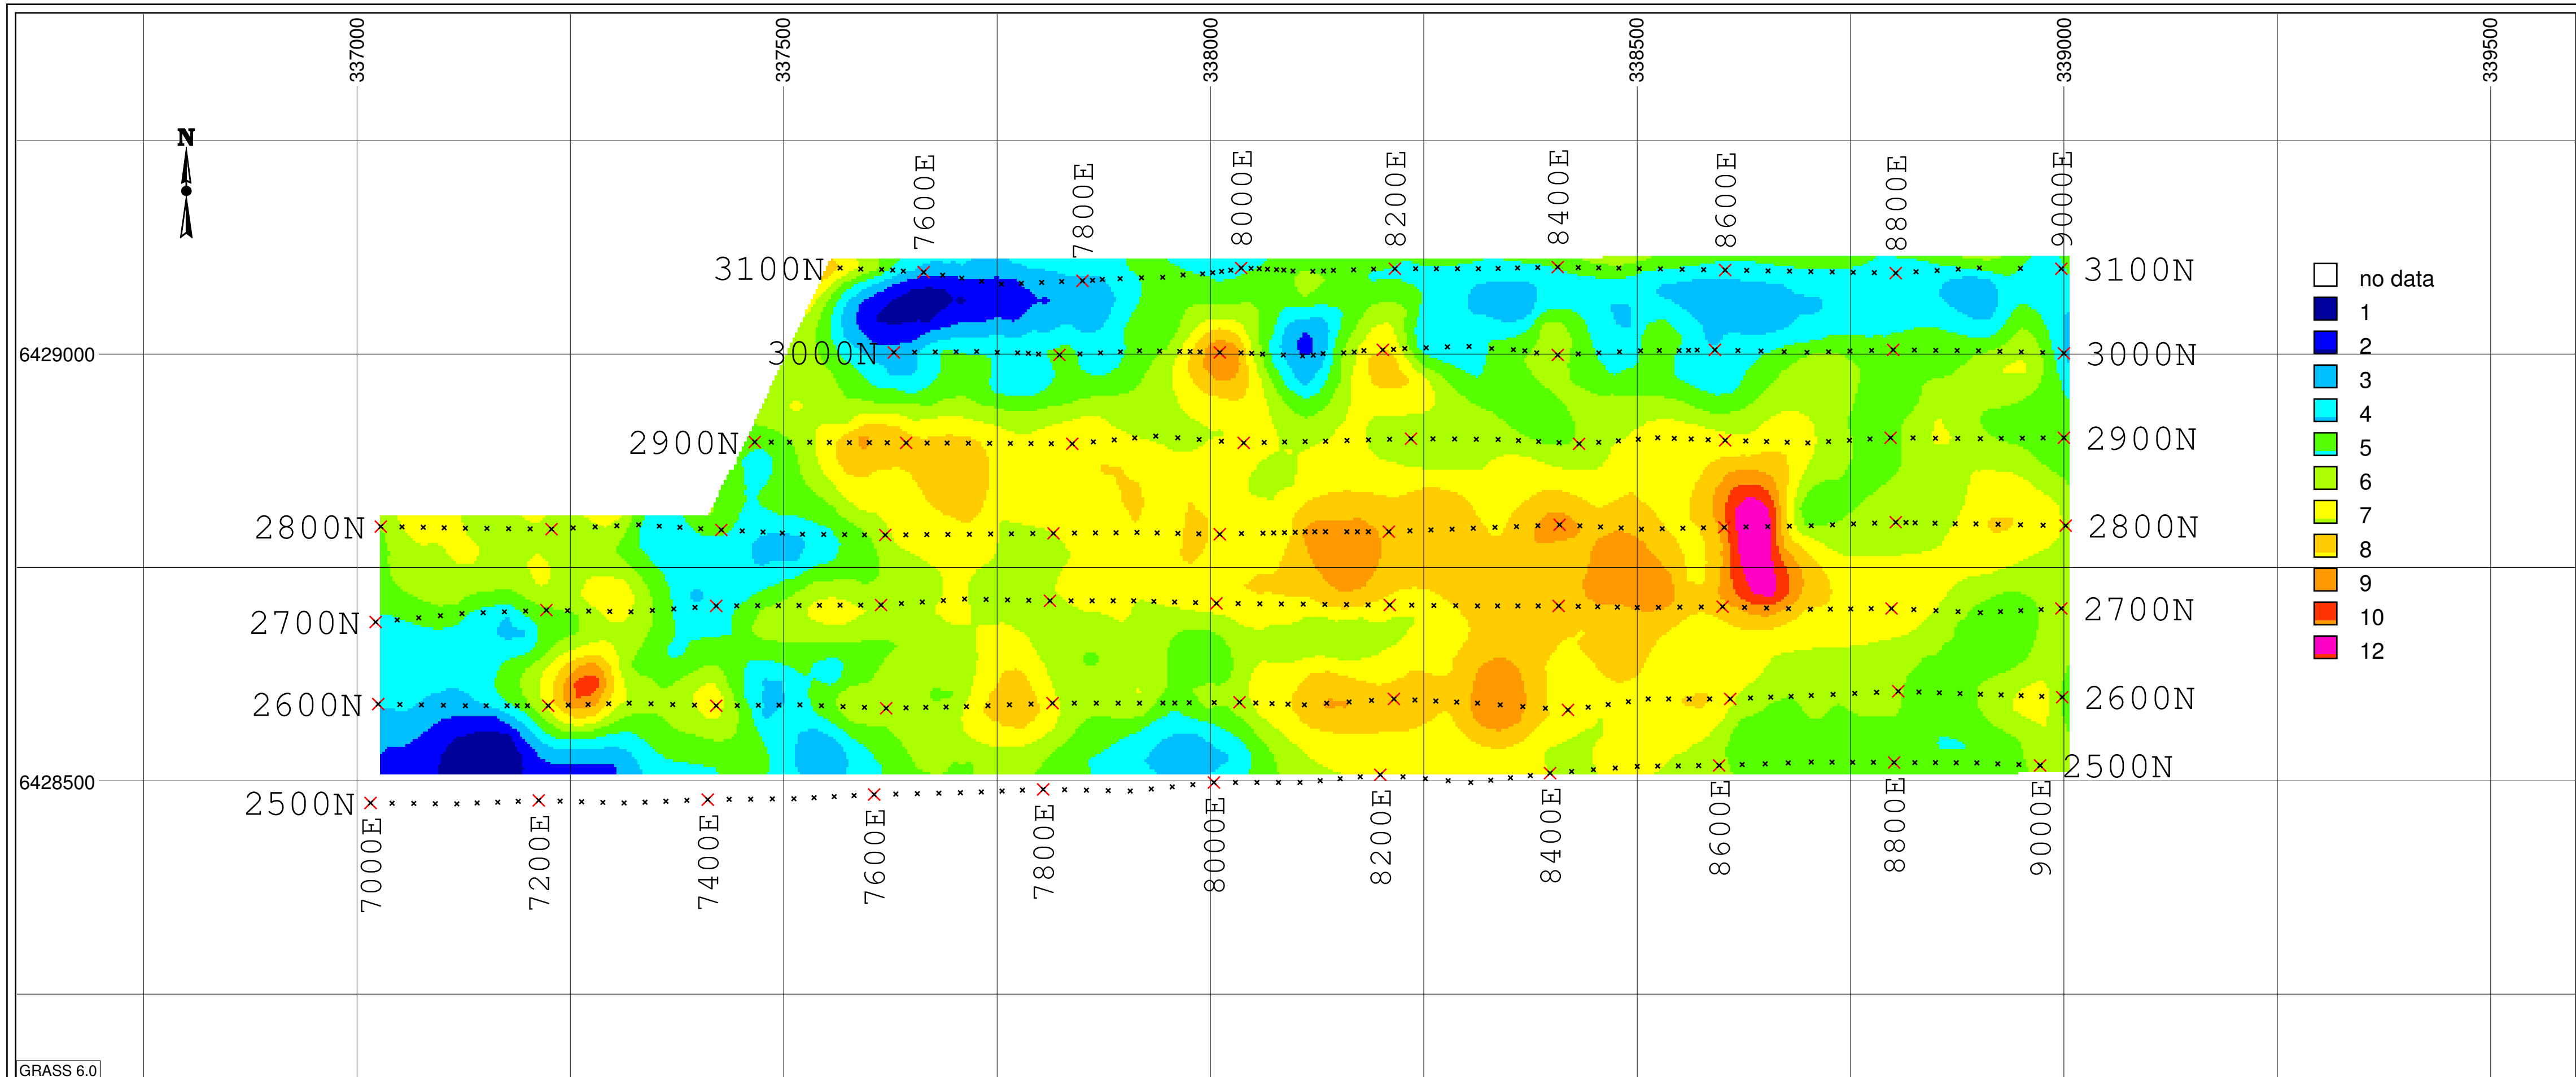 337000 337500 338000 338500 339000 339500
N
7600E 7800E 8000E 8200E 8400E 8600E 8800E 9000E
3100N 3100N
no data
1
2
3
4
5
6
7
8
9
10
12
6429000 3000N 3000N
2900N 2900N
2800N 2800N
2700N 2700N
2600N 2600N
6428500 2500N 2500N
7000E 7200E 7400E 7600E 7800E 8000E 8200E 8400E 8600E 8800E 9000E
GRASS 6.0